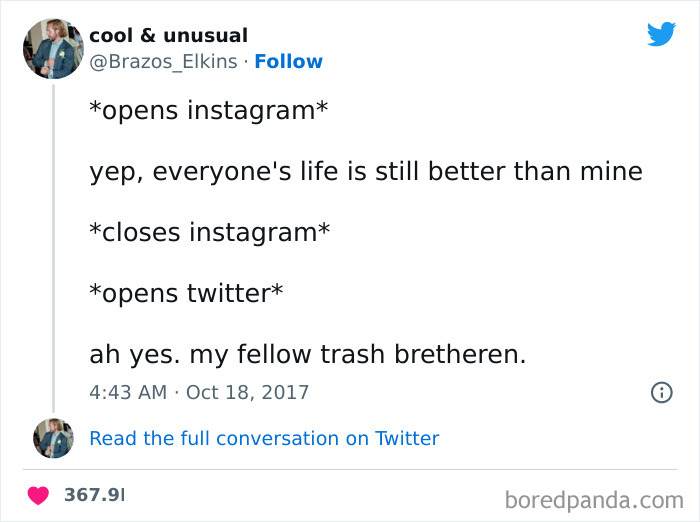 cool & unusual
@Brazos_Elkins · Follow
*opens instagram*
yep, everyone's life is still better than mine
*closes instagram*
*opens twitter*
ah yes. my fellow trash bretheren.
4:43 AM · Oct 18, 2017
Read the full conversation on Twitter
367.9
boredpanda.com